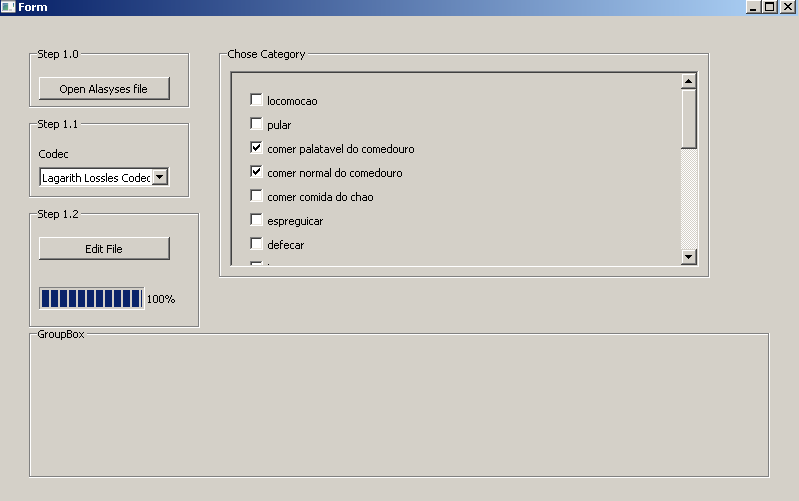 Form
Step 1.0
Open Alasyses file
Step 1.1
Codec
Lagarith Lossles Codec
Step 1.2
Edit File
100%
Chose Category
locomocao
pular
comer palatavel do comedouro
comer normal do comedouro
comer comida do chao
espreguicar
defecar
GroupBox